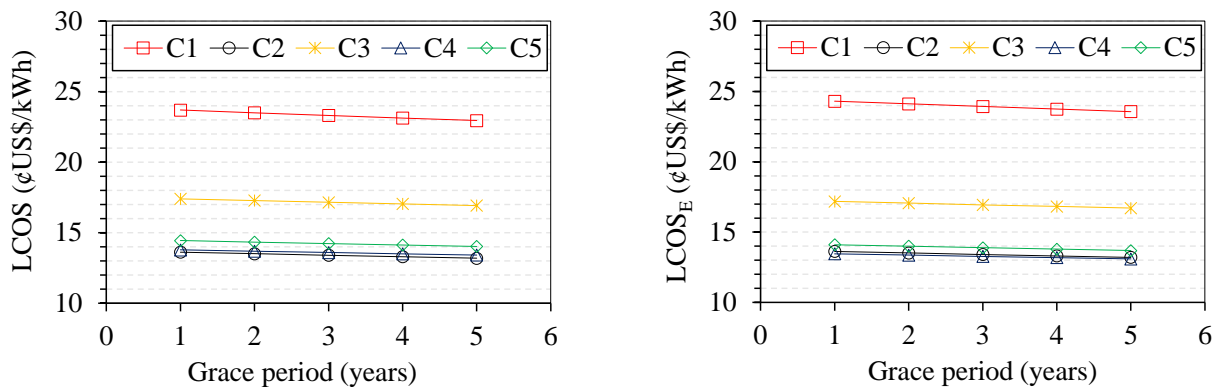 LCOS (¢US$/kWh)
30
25
20
15
10
C1 C2 C3 C4 C5
0 1 2 3 4 5 6
Grace period (years)
LCOS_E (¢US$/kWh)
30
25
20
15
10
C1 C2 C3 C4 C5
0 1 2 3 4 5 6
Grace period (years)